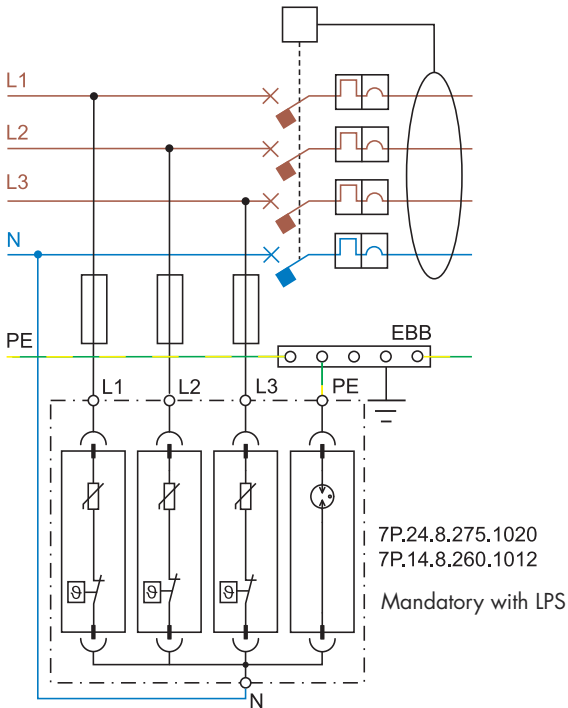 L1
L2
L3
N
PE
EBB
L1 L2 L3 PE
ϑ ϑ ϑ
7P.24.8.275.1020
7P.14.8.260.1012
Mandatory with LPS
N